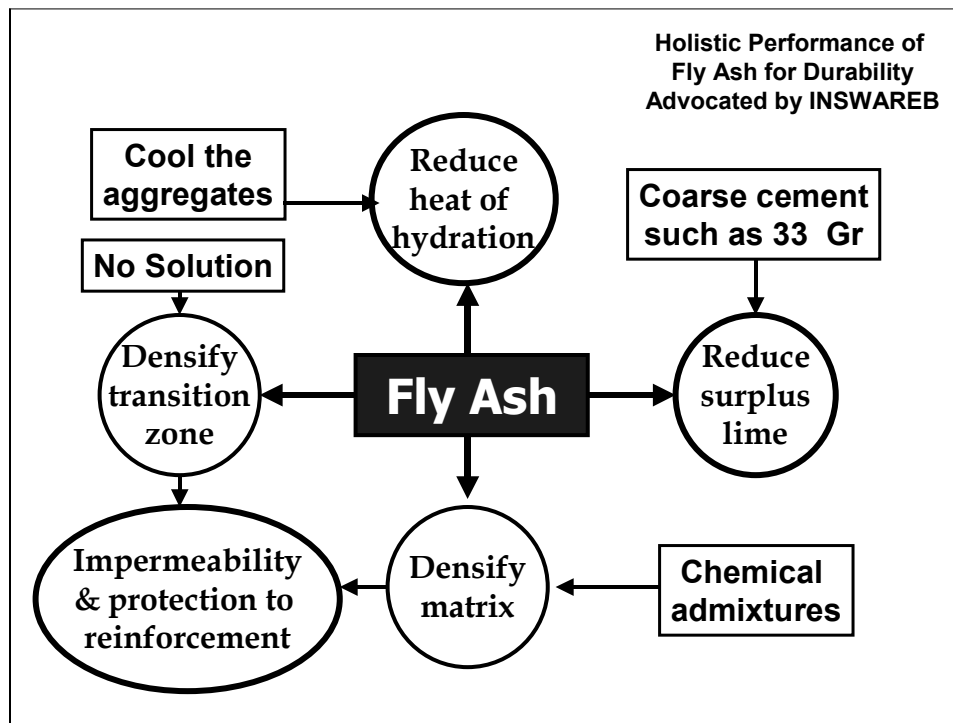 Holistic Performance of
Fly Ash for Durability
Advocated by INSWAREB
Cool the
aggregates
Reduce
heat of
hydration
Coarse cement
such as 33 Gr
No Solution
Densify
transition
zone
Fly Ash
Reduce
surplus
lime
Impermeability
& protection to
reinforcement
Densify
matrix
Chemical
admixtures